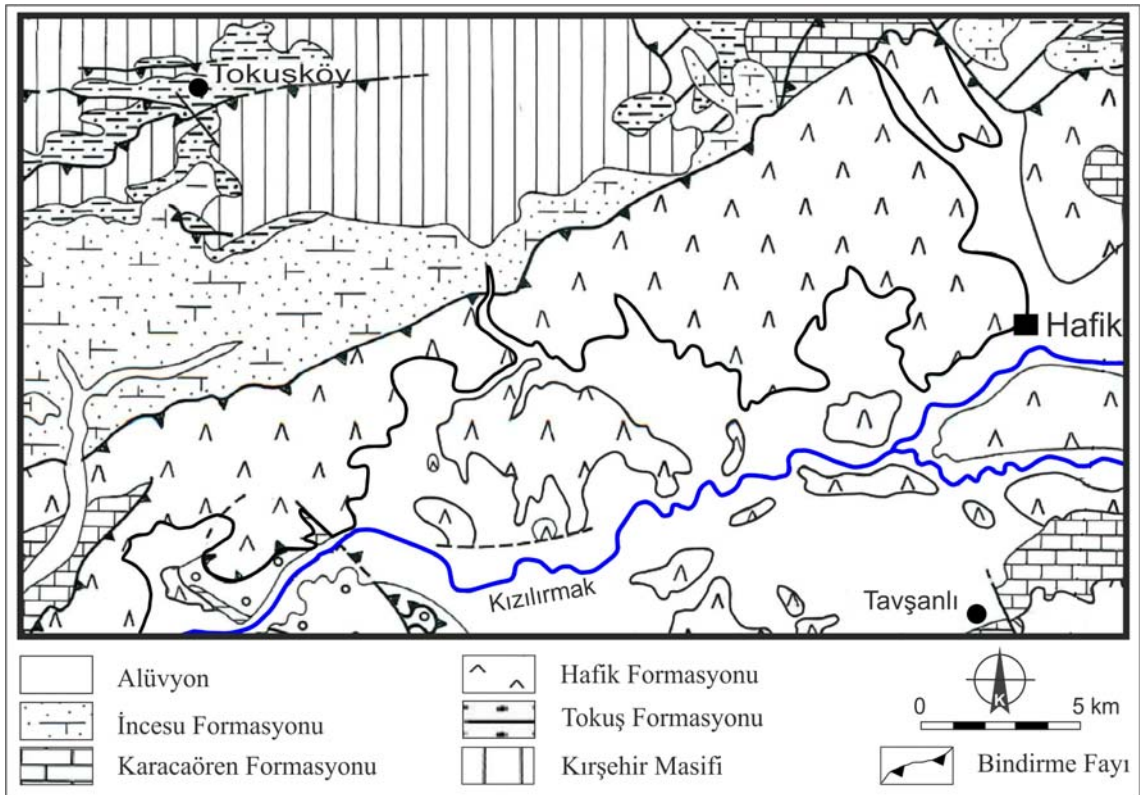 Tokuşköy
Hafik
Kızılırmak
Tavşanlı
Alüvyon
İncesu Formasyonu
Karacaören Formasyonu
Hafik Formasyonu
Tokuş Formasyonu
Kırşehir Masifi
K
0 5 km
Bindirme Fayı